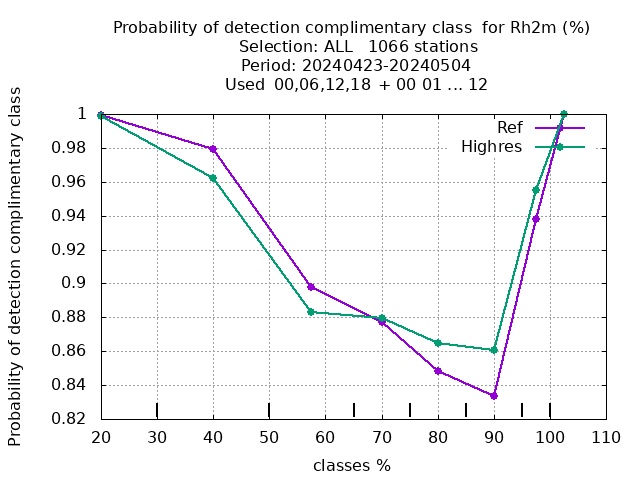 Probability of detection complimentary class  for Rh2m (%)
Selection: ALL   1066 stations
Period: 20240423-20240504
Used  00,06,12,18  + 00 01 ... 12
Probability of detection complimentary class
1
0.98
0.96
0.94
0.92
0.9
0.88
0.86
0.84
0.82
Ref
Highres
20 30 40 50 60 70 80 90 100 110
classes %